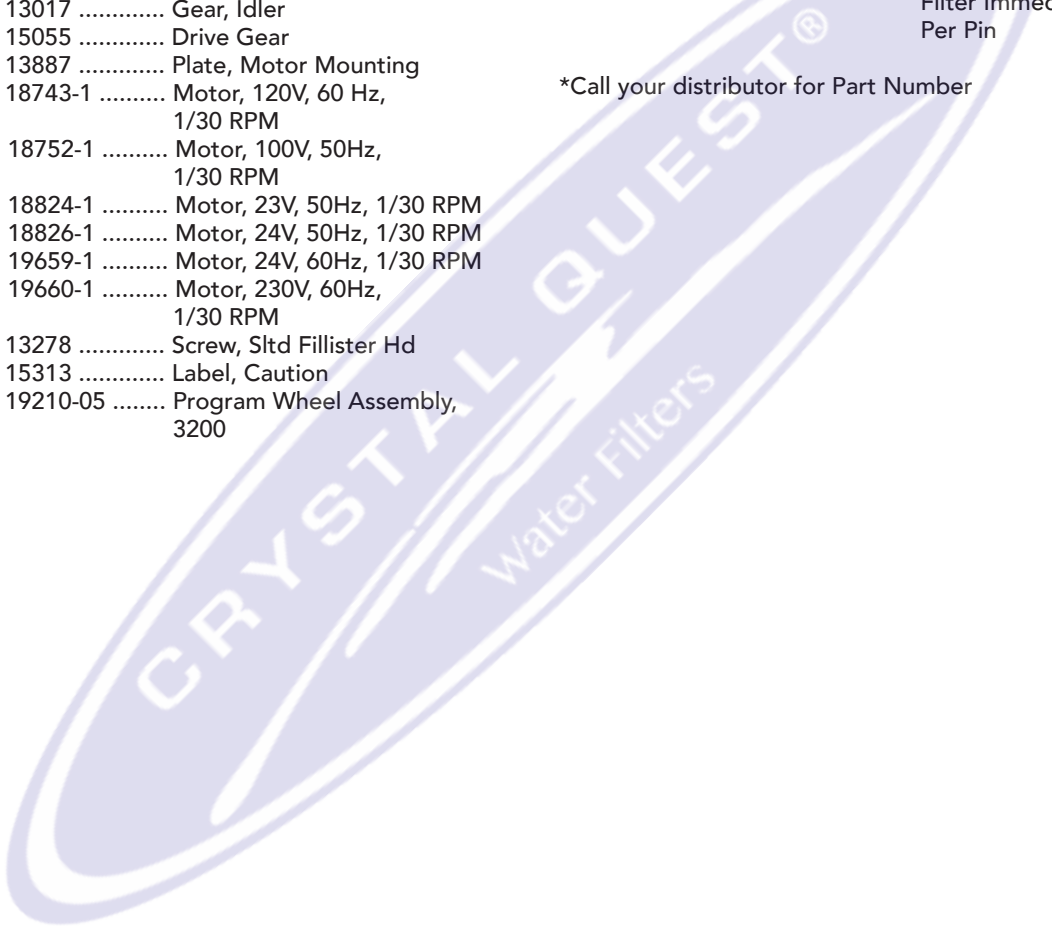 13017 ............. Gear, Idler
15055 ............. Drive Gear
13887 ............. Plate, Motor Mounting
18743-1 .......... Motor, 120V, 60 Hz,
1/30 RPM
18752-1 .......... Motor, 100V, 50Hz,
1/30 RPM
18824-1 .......... Motor, 23V, 50Hz, 1/30 RPM
18826-1 .......... Motor, 24V, 50Hz, 1/30 RPM
19659-1 .......... Motor, 24V, 60Hz, 1/30 RPM
19660-1 .......... Motor, 230V, 60Hz,
1/30 RPM
13278 ............. Screw, Sltd Fillister Hd
15313 ............. Label, Caution
19210-05 ........ Program Wheel Assembly,
3200
Filter
Per Pin
*Call your distributor for Part Number
CRYSTAL QUEST®
Water Filters